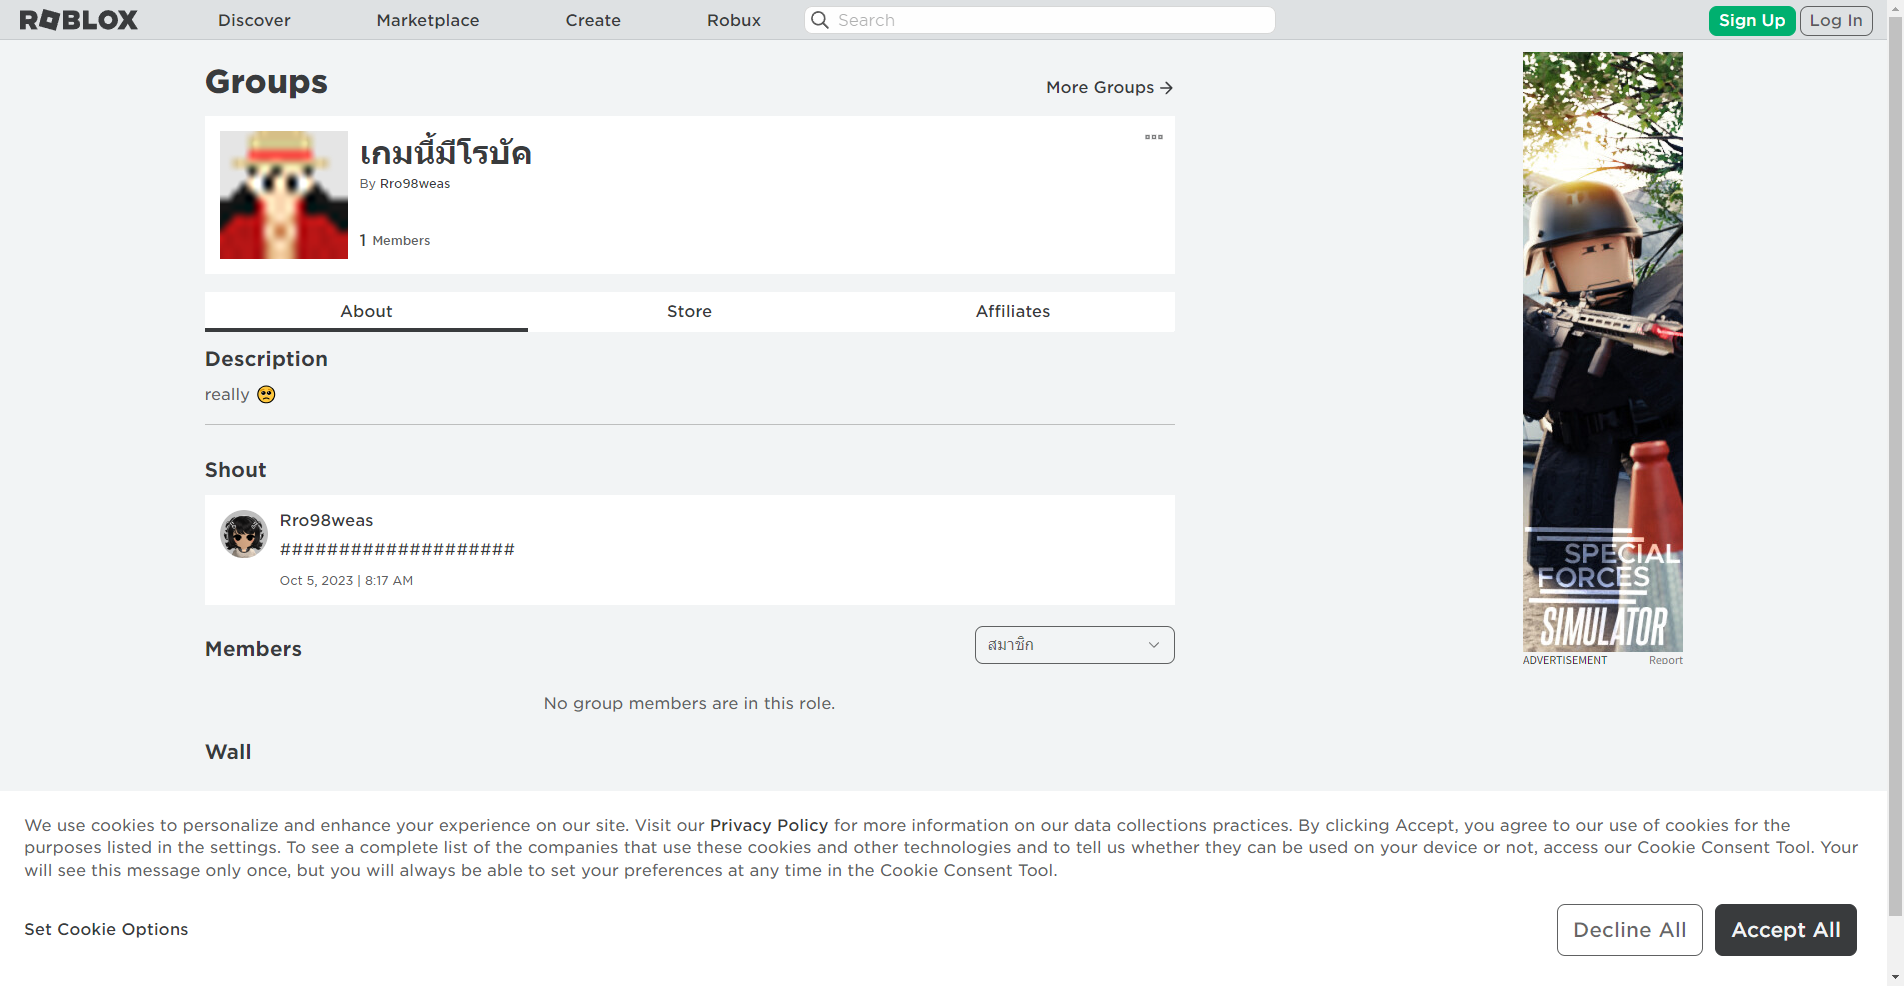 ROBLOX
Discover
Marketplace
Create
Robux
Search
Sign Up
Log In
Groups
More Groups
เกมนี้มีโรบัค
By Rro98weas
1 Members
About
Store
Affiliates
Description
really 🥺
Shout
Rro98weas
####################
Oct 5, 2023 | 8:17 AM
Members
สมาชิก
No group members are in this role.
Wall
SPECIAL
FORCES
SIMULATOR
ADVERTISEMENT
Report
We use cookies to personalize and enhance your experience on our site. Visit our Privacy Policy for more information on our data collections practices. By clicking Accept, you agree to our use of cookies for the
purposes listed in the settings. To see a complete list of the companies that use these cookies and other technologies and to tell us whether they can be used on your device or not, access our Cookie Consent Tool. Your
will see this message only once, but you will always be able to set your preferences at any time in the Cookie Consent Tool.
Set Cookie Options
Decline All
Accept All